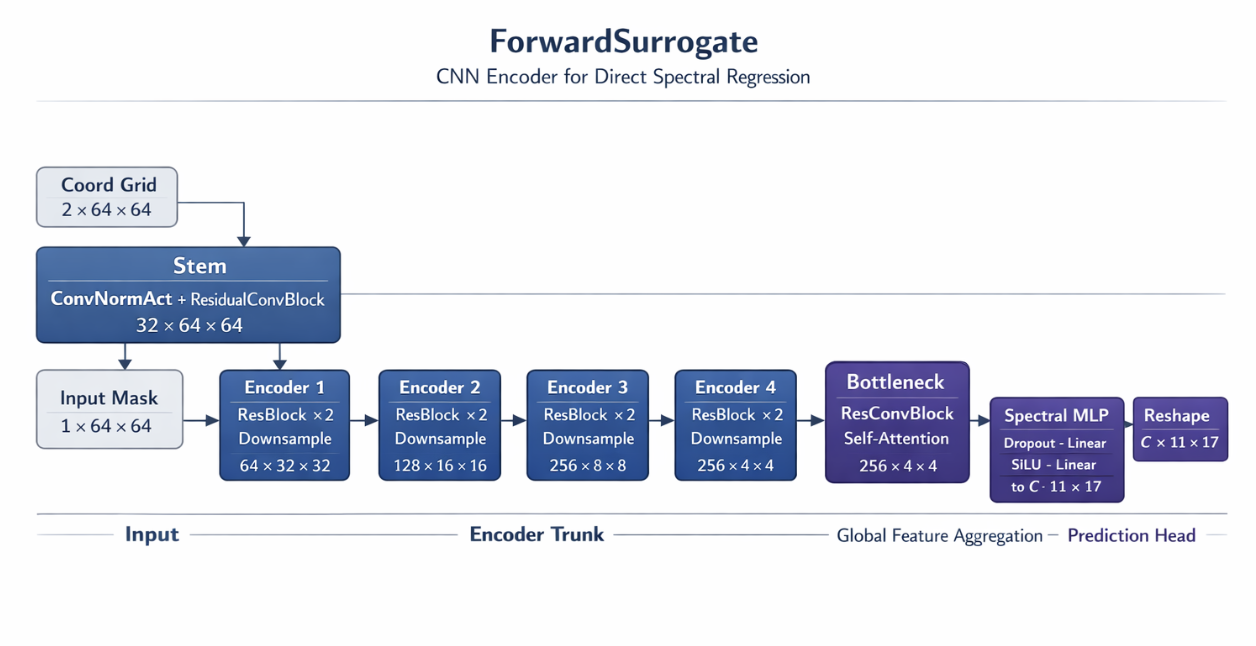 ForwardSurrogate
CNN Encoder for Direct Spectral Regression
Coord Grid
2 × 64 × 64
Stem
ConvNormAct + ResidualConvBlock
32 × 64 × 64
Input Mask
1 × 64 × 64
Encoder 1
ResBlock ×2
Downsample
64 × 32 × 32
Encoder 2
ResBlock ×2
Downsample
128 × 16 × 16
Encoder 3
ResBlock ×2
Downsample
256 × 8 × 8
Encoder 4
ResBlock ×2
Downsample
256 × 4 × 4
Bottleneck
ResConvBlock
Self-Attention
256 × 4 × 4
Spectral MLP
Dropout - Linear
SiLU - Linear
to C · 11 × 17
Reshape
C × 11 × 17
Input
Encoder Trunk
Global Feature Aggregation
Prediction Head